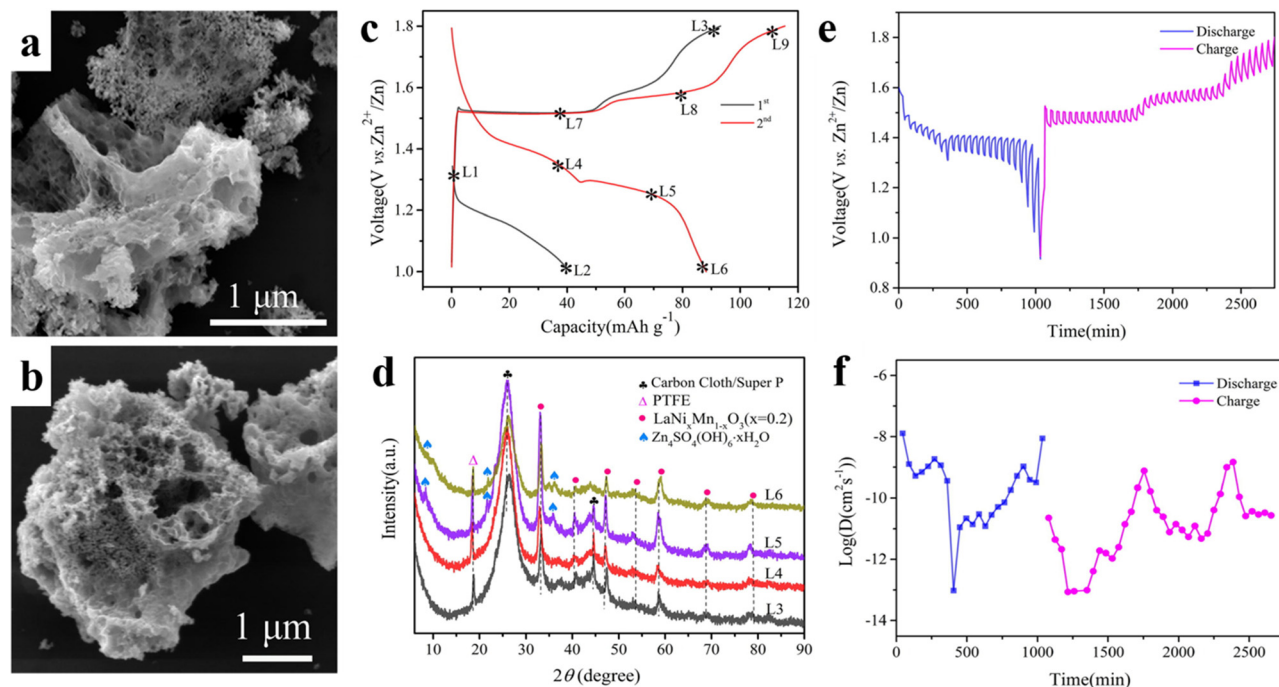 a
1 μm
b
1 μm
c
1.8
1.6
1.4
1.2
1.0
Voltage(V vs.Zn²⁺/Zn)
L1
L2
L3
L4
L5
L6
L7
L8
L9
1st
2nd
0
20
40
60
80
100
120
Capacity(mAh g⁻¹)
d
♣ Carbon Cloth/Super P
Δ PTFE
● LaNiₓMn₁₋ₓO₃(x=0.2)
♠ Zn₄SO₄(OH)₆·xH₂O
Intensity(a.u.)
L6
L5
L4
L3
10
20
30
40
50
60
70
80
90
2θ (degree)
e
Discharge
Charge
1.8
1.6
1.4
1.2
1.0
0.8
Voltage(V vs. Zn²⁺/Zn)
0
500
1000
1500
2000
2500
Time(min)
f
Discharge
Charge
-6
-8
-10
-12
-14
Log(D(cm²s⁻¹))
0
500
1000
1500
2000
2500
Time(min)